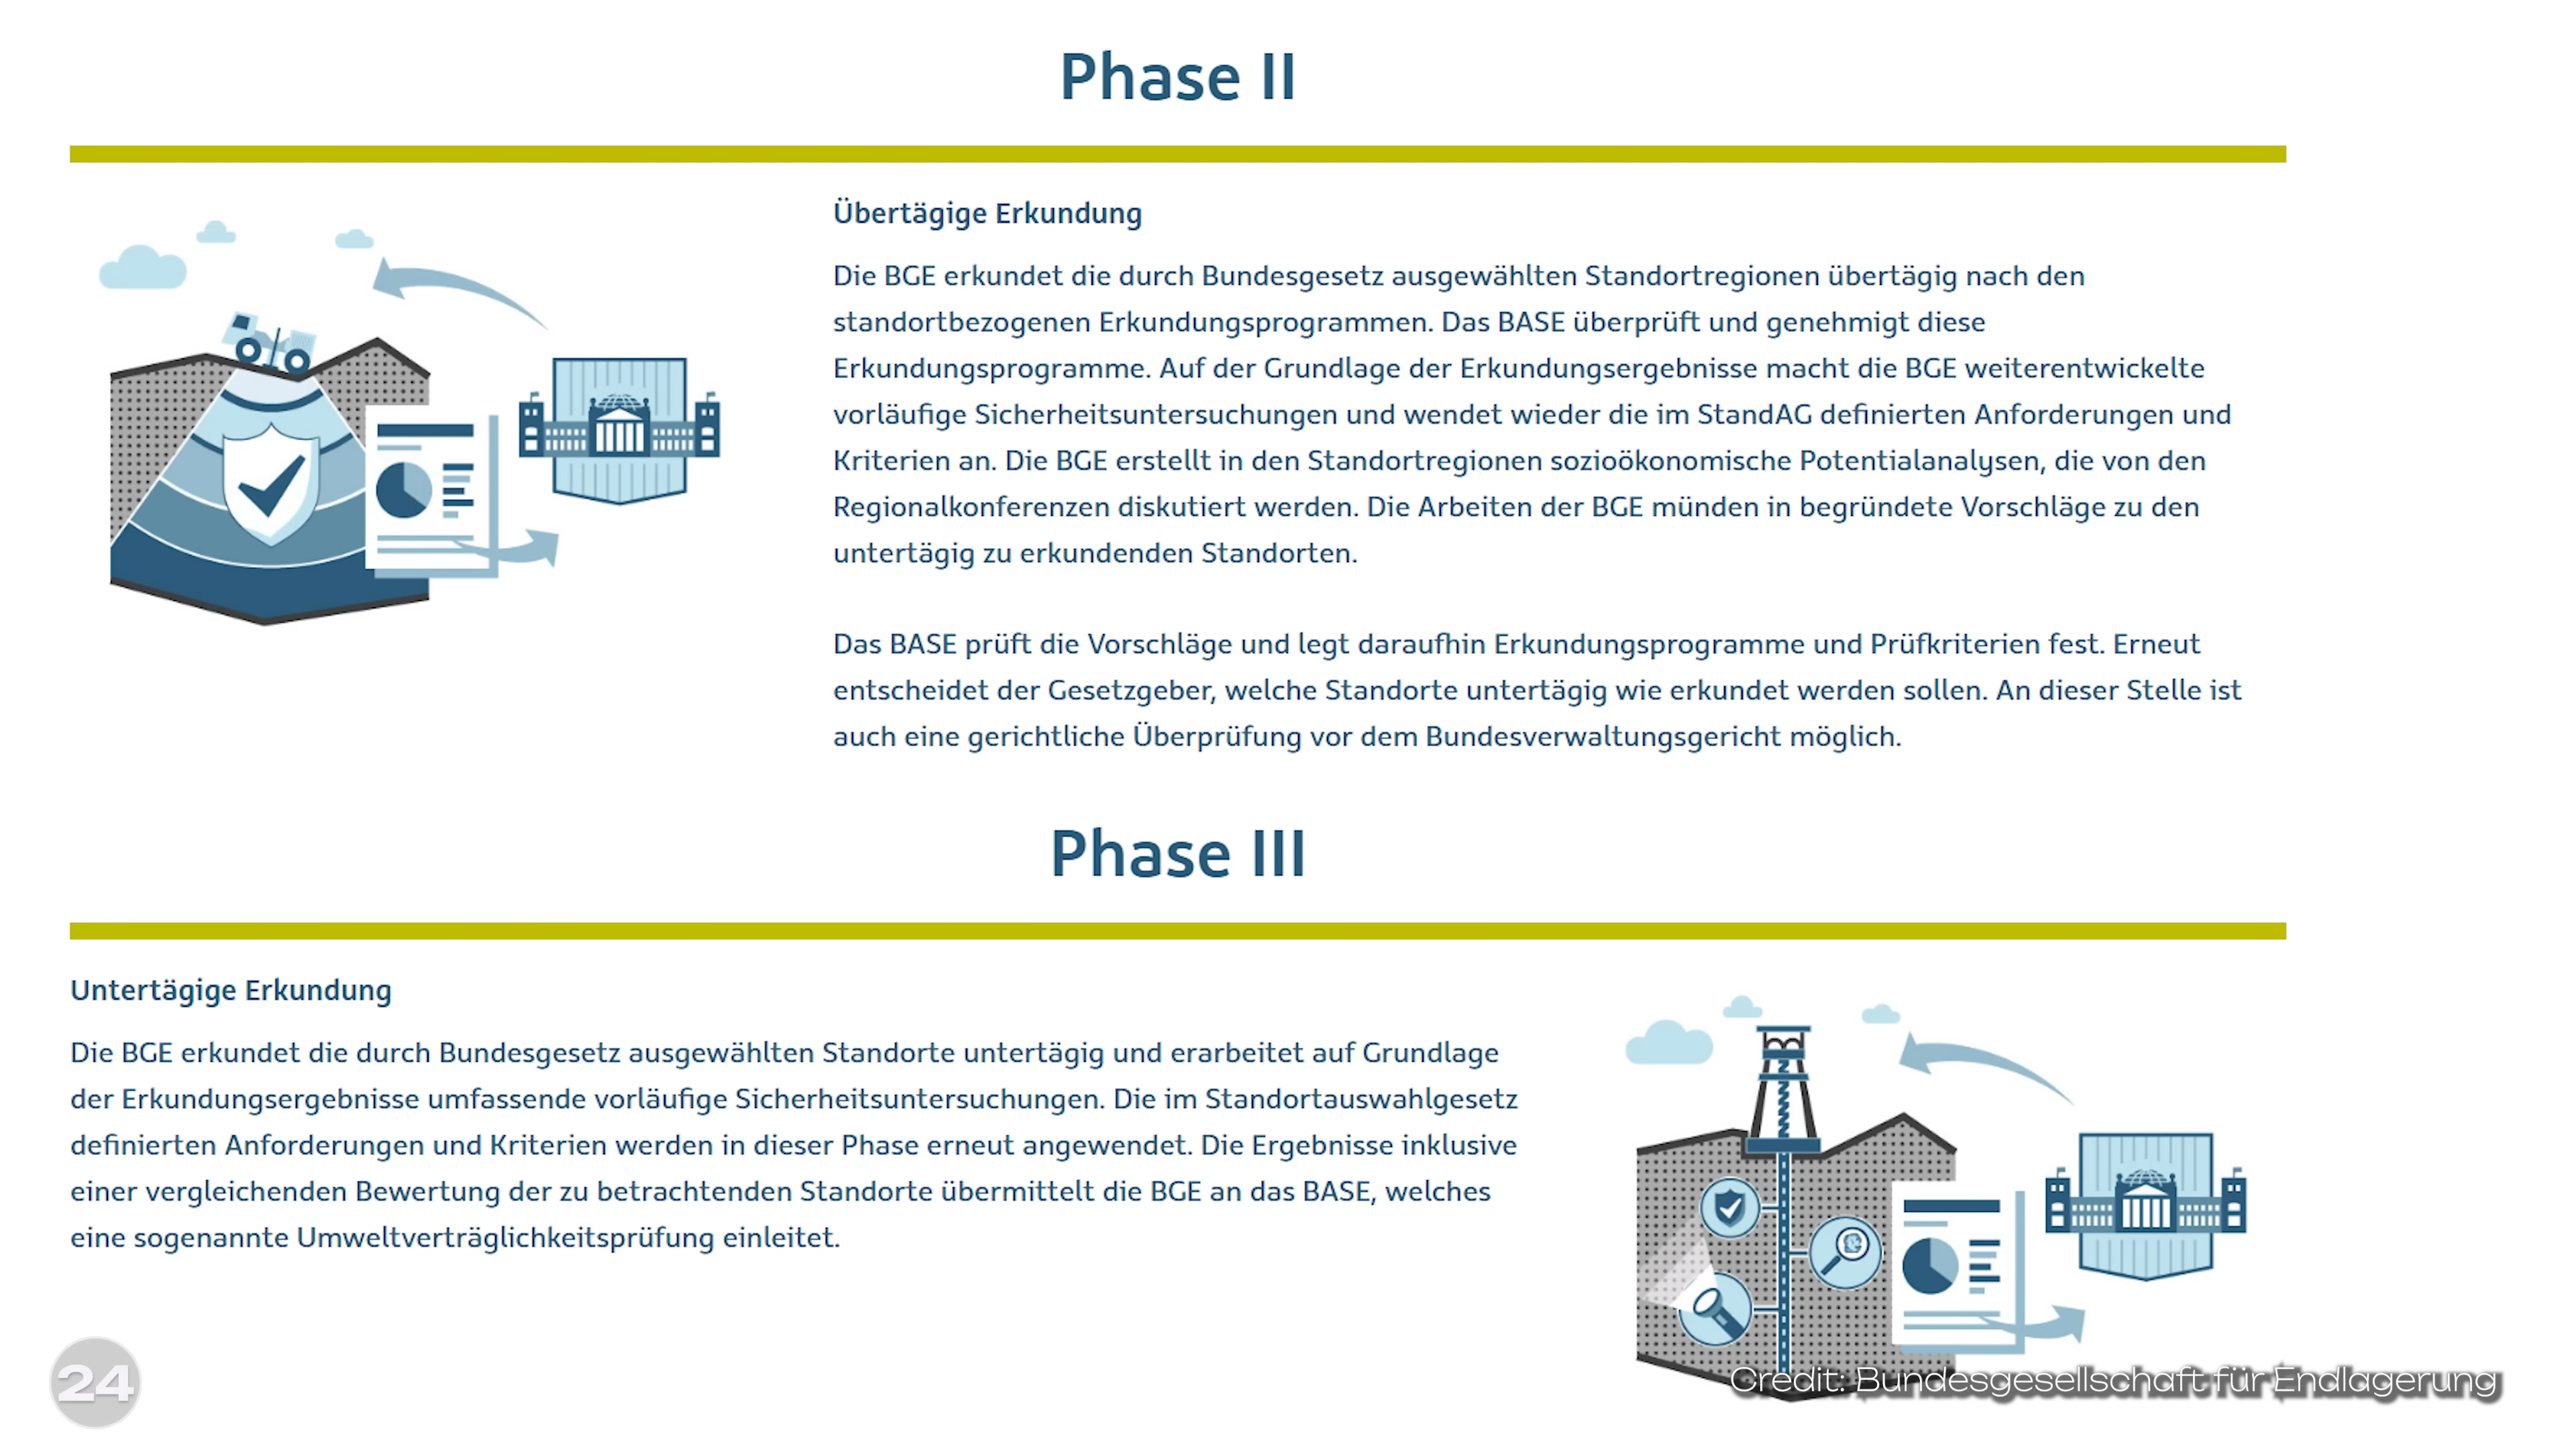 Phase II
Übertägige Erkundung
Die BGE erkundet die durch Bundesgesetz ausgewählten Standortregionen übertägig nach den
standortbezogenen Erkundungsprogrammen. Das BASE überprüft und genehmigt diese
Erkundungsprogramme. Auf der Grundlage der Erkundungsergebnisse macht die BGE weiterentwickelte
vorläufige Sicherheitsuntersuchungen und wendet wieder die im StandAG definierten Anforderungen und
Kriterien an. Die BGE erstellt in den Standortregionen sozioökonomische Potentialanalysen, die von den
Regionalkonferenzen diskutiert werden. Die Arbeiten der BGE münden in begründete Vorschläge zu den
untertägig zu erkundenden Standorten.
Das BASE prüft die Vorschläge und legt daraufhin Erkundungsprogramme und Prüfkriterien fest. Erneut
entscheidet der Gesetzgeber, welche Standorte untertägig wie erkundet werden sollen. An dieser Stelle ist
auch eine gerichtliche Überprüfung vor dem Bundesverwaltungsgericht möglich.
Phase III
Untertägige Erkundung
Die BGE erkundet die durch Bundesgesetz ausgewählten Standorte untertägig und erarbeitet auf Grundlage
der Erkundungsergebnisse umfassende vorläufige Sicherheitsuntersuchungen. Die im Standortauswahlgesetz
definierten Anforderungen und Kriterien werden in dieser Phase erneut angewendet. Die Ergebnisse inklusive
einer vergleichenden Bewertung der zu betrachtenden Standorte übermittelt die BGE an das BASE, welches
eine sogenannte Umweltverträglichkeitsprüfung einleitet.
24
Credit: Bundesgesellschaft für Endlagerung